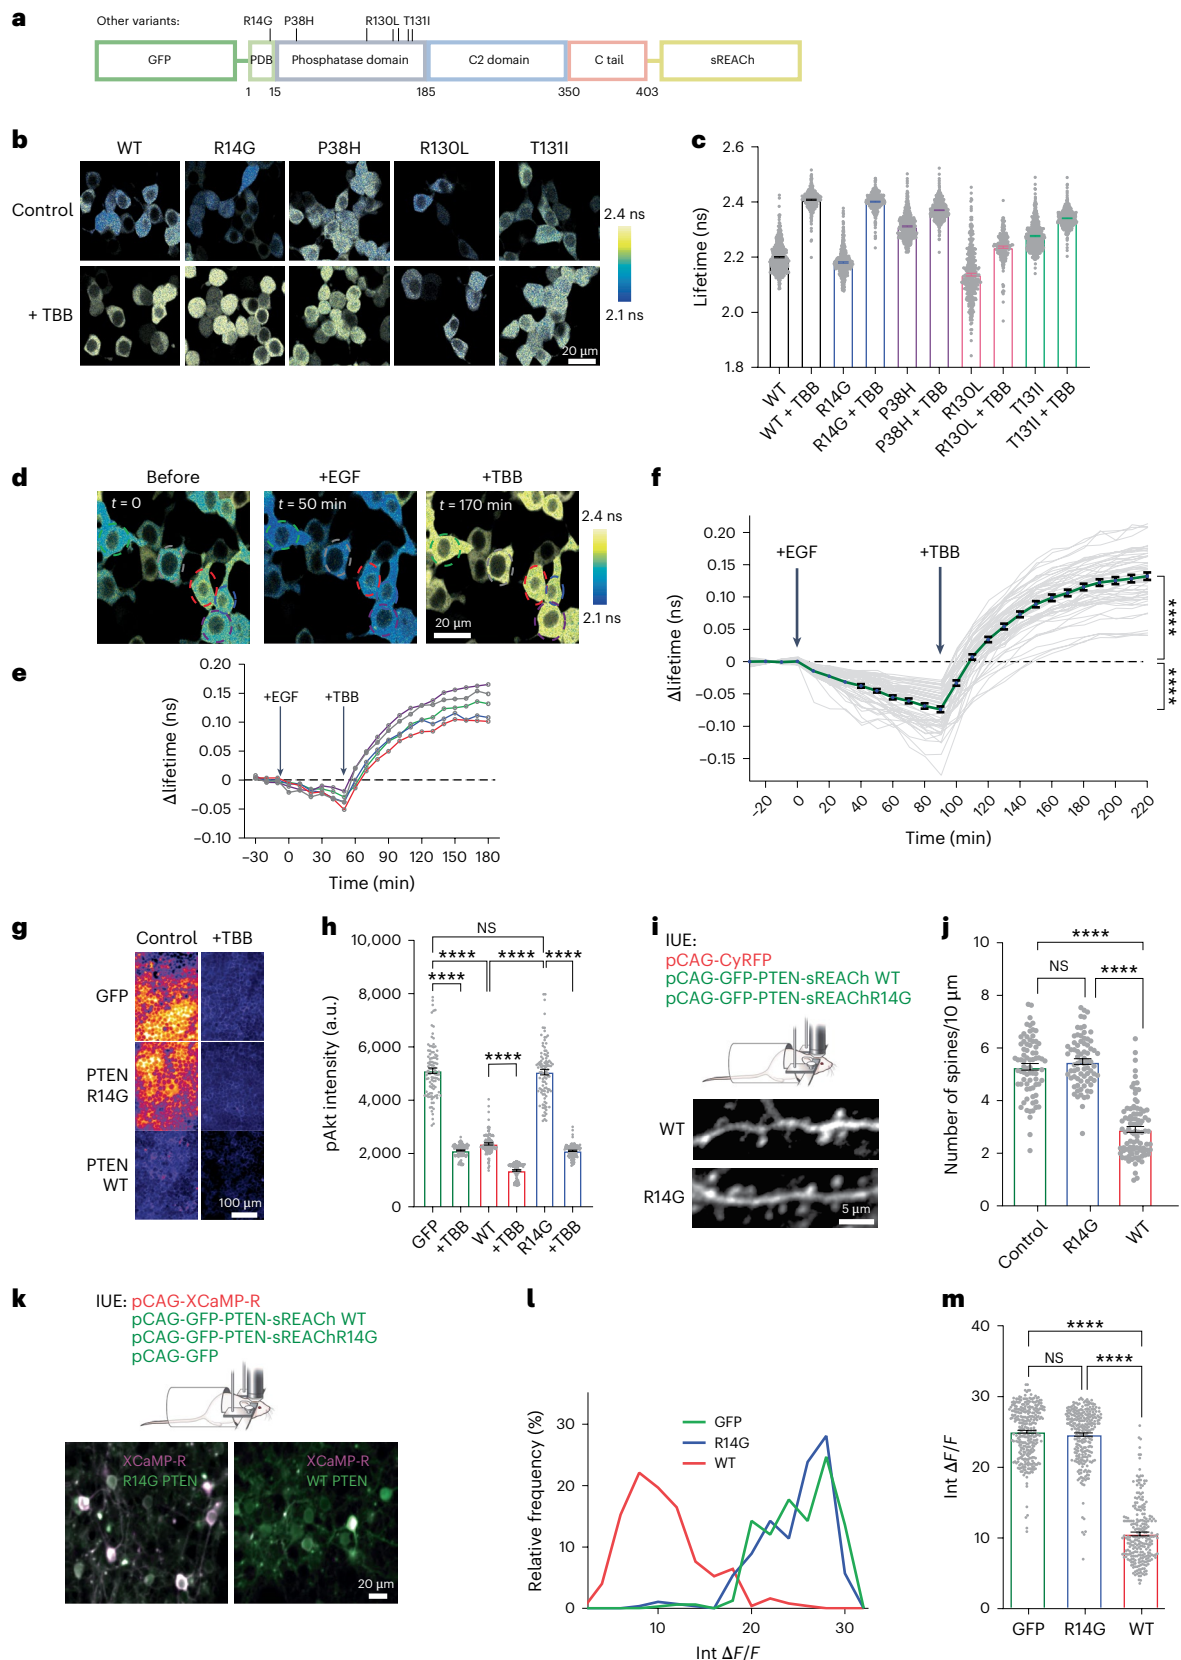 a
Other variants:
R14G
P38H
R130L
T131I
GFP
PDB
Phosphatase domain
C2 domain
C tail
sREACh
1
15
185
350
403
b
WT
R14G
P38H
R130L
T131I
Control
+ TBB
2.4 ns
2.1 ns
20 µm
c
Lifetime (ns)
2.6
2.4
2.2
2.0
1.8
WT
WT + TBB
R14G
R14G + TBB
P38H
P38H + TBB
R130L
R130L + TBB
T131I
T131I + TBB
d
Before
+EGF
+TBB
t = 0
t = 50 min
t = 170 min
2.4 ns
2.1 ns
20 µm
e
Δlifetime (ns)
0.20
0.15
0.10
0.05
0
−0.05
−0.10
+EGF
+TBB
−30
0
30
60
90
120
150
180
Time (min)
f
Δlifetime (ns)
0.20
0.15
0.10
0.05
0
−0.05
−0.10
−0.15
+EGF
+TBB
****
****
−20
0
20
40
60
80
100
120
140
160
180
200
220
Time (min)
g
Control
+TBB
GFP
PTEN
R14G
PTEN
WT
100 µm
h
pAkt intensity (a.u.)
10,000
8,000
6,000
4,000
2,000
0
NS
****
****
****
****
****
GFP
+TBB
WT
+TBB
R14G
+TBB
i
IUE:
pCAG-CyRFP
pCAG-GFP-PTEN-sREACh WT
pCAG-GFP-PTEN-sREAChR14G
WT
R14G
5 µm
j
Number of spines/10 µm
10
8
6
4
2
0
****
NS
****
Control
R14G
WT
k
IUE: pCAG-XCaMP-R
pCAG-GFP-PTEN-sREACh WT
pCAG-GFP-PTEN-sREAChR14G
pCAG-GFP
XCaMP-R
R14G PTEN
XCaMP-R
WT PTEN
20 µm
l
Relative frequency (%)
30
20
10
0
GFP
R14G
WT
10
20
30
Int ΔF/F
m
Int ΔF/F
40
30
20
10
0
****
NS
****
GFP
R14G
WT